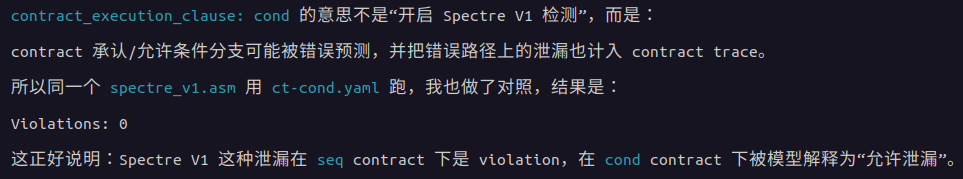 contract_execution_clause: cond 的意思不是“开启 Spectre V1 检测”，而是：
contract 承认/允许条件分支可能被错误预测，并把错误路径上的泄漏也计入 contract trace。
所以同一个 spectre_v1.asm 用 ct-cond.yaml 跑，我也做了对照，结果是：
Violations: 0
这正好说明：Spectre V1 这种泄漏在 seq contract 下是 violation，在 cond contract 下被模型解释为“允许泄漏”。